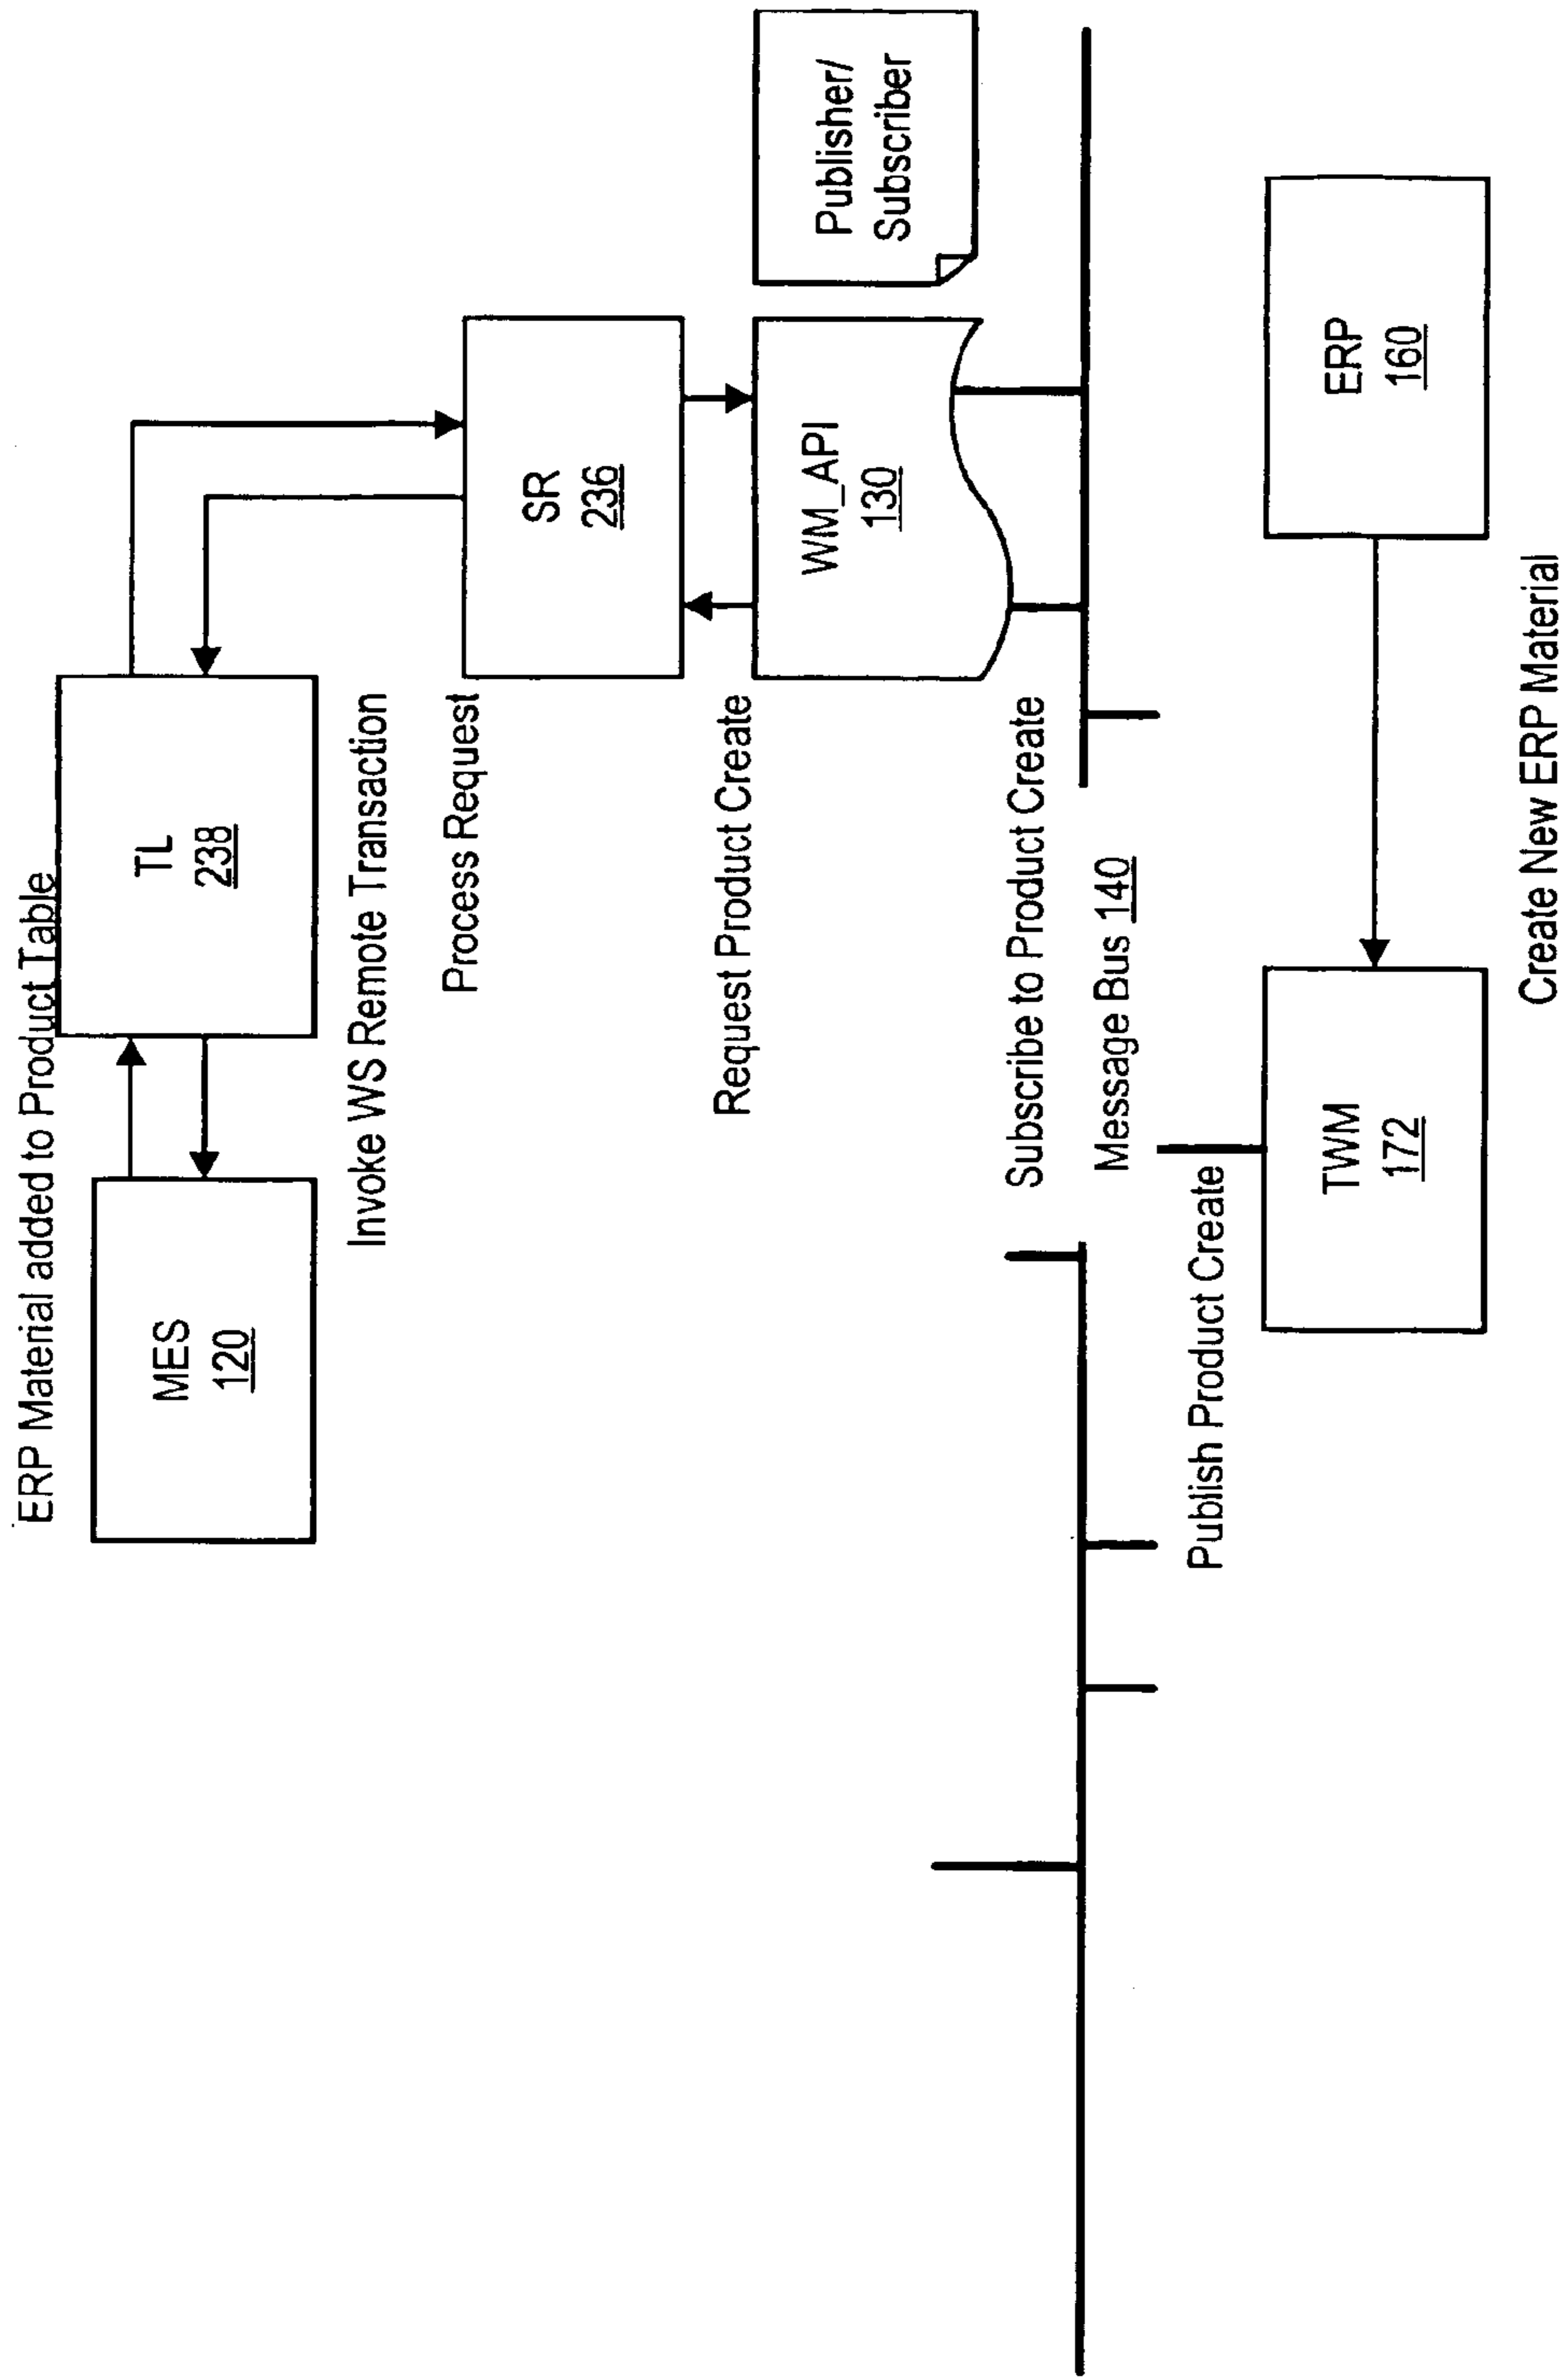 ERP Material added to Product Table
MES
120
TL
238
Invoke WS Remote Transaction
Process Request
SR
236
Request Product Create
WM_API
130
Publisher/
Subscriber
Subscribe to Product Create
Message Bus 140
Publish Product Create
TWM
172
ERP
160
Create New ERP Material